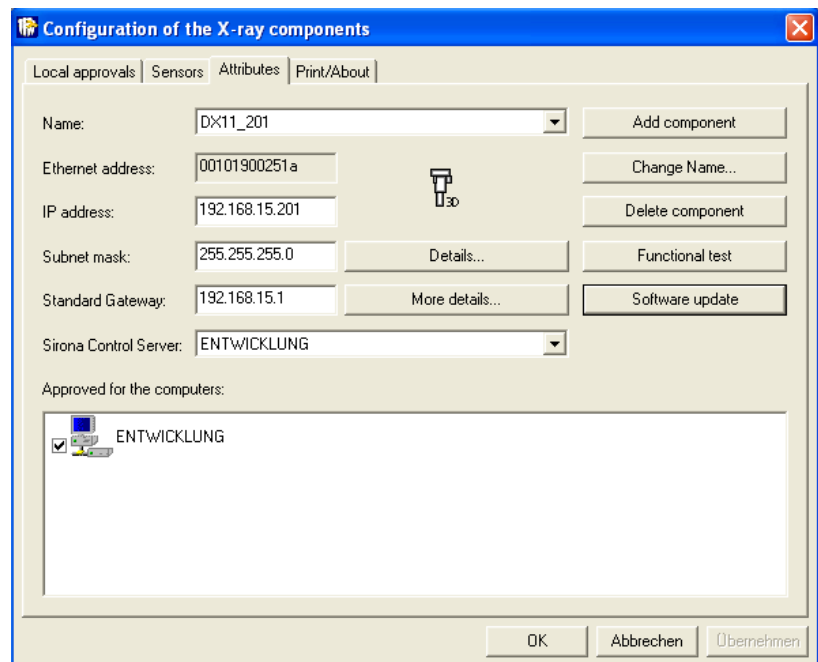 Configuration of the X-ray components
Local approvals Sensors Attributes Print/About
Name: DX11_201 Add component
Ethernet address: 00101900251a Change Name...
3D
IP address: 192.168.15.201 Delete component
Subnet mask: 255.255.255.0 Details... Functional test
Standard Gateway: 192.168.15.1 More details... Software update
Sirona Control Server: ENTWICKLUNG
Approved for the computers:
ENTWICKLUNG
OK Abbrechen Übernehmen